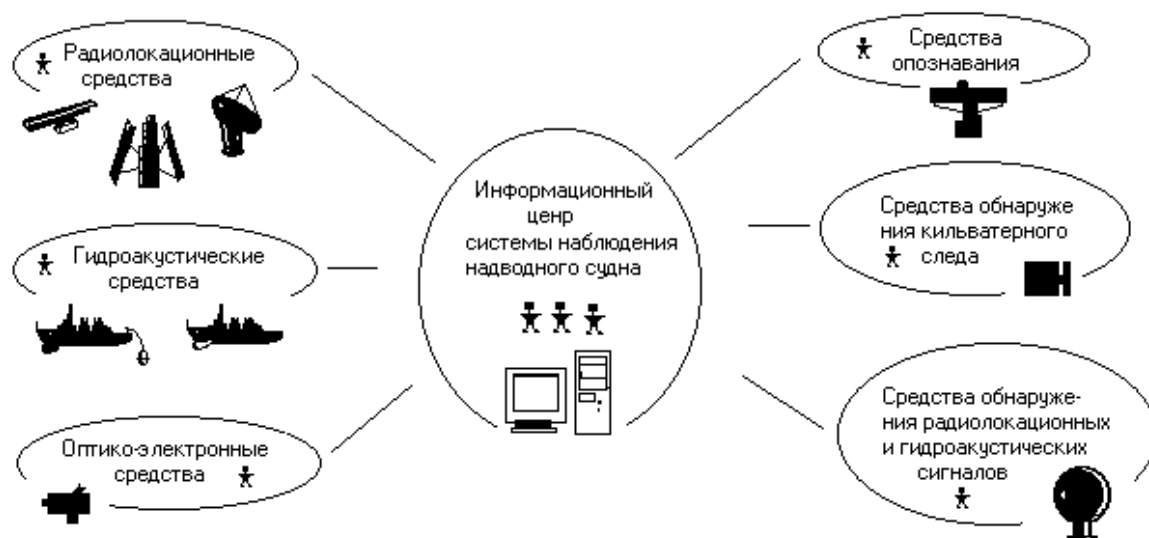 Радиолокационные
средства
Гидроакустические
средства
Оптико-электронные
средства
Информационный
ценр
системы наблюдения
надводного судна
Средства
опознавания
Средства обнаруже
ния кильватерного
следа
Средства обнаруже-
ния радиолокационных
и гидроакустических
сигналов